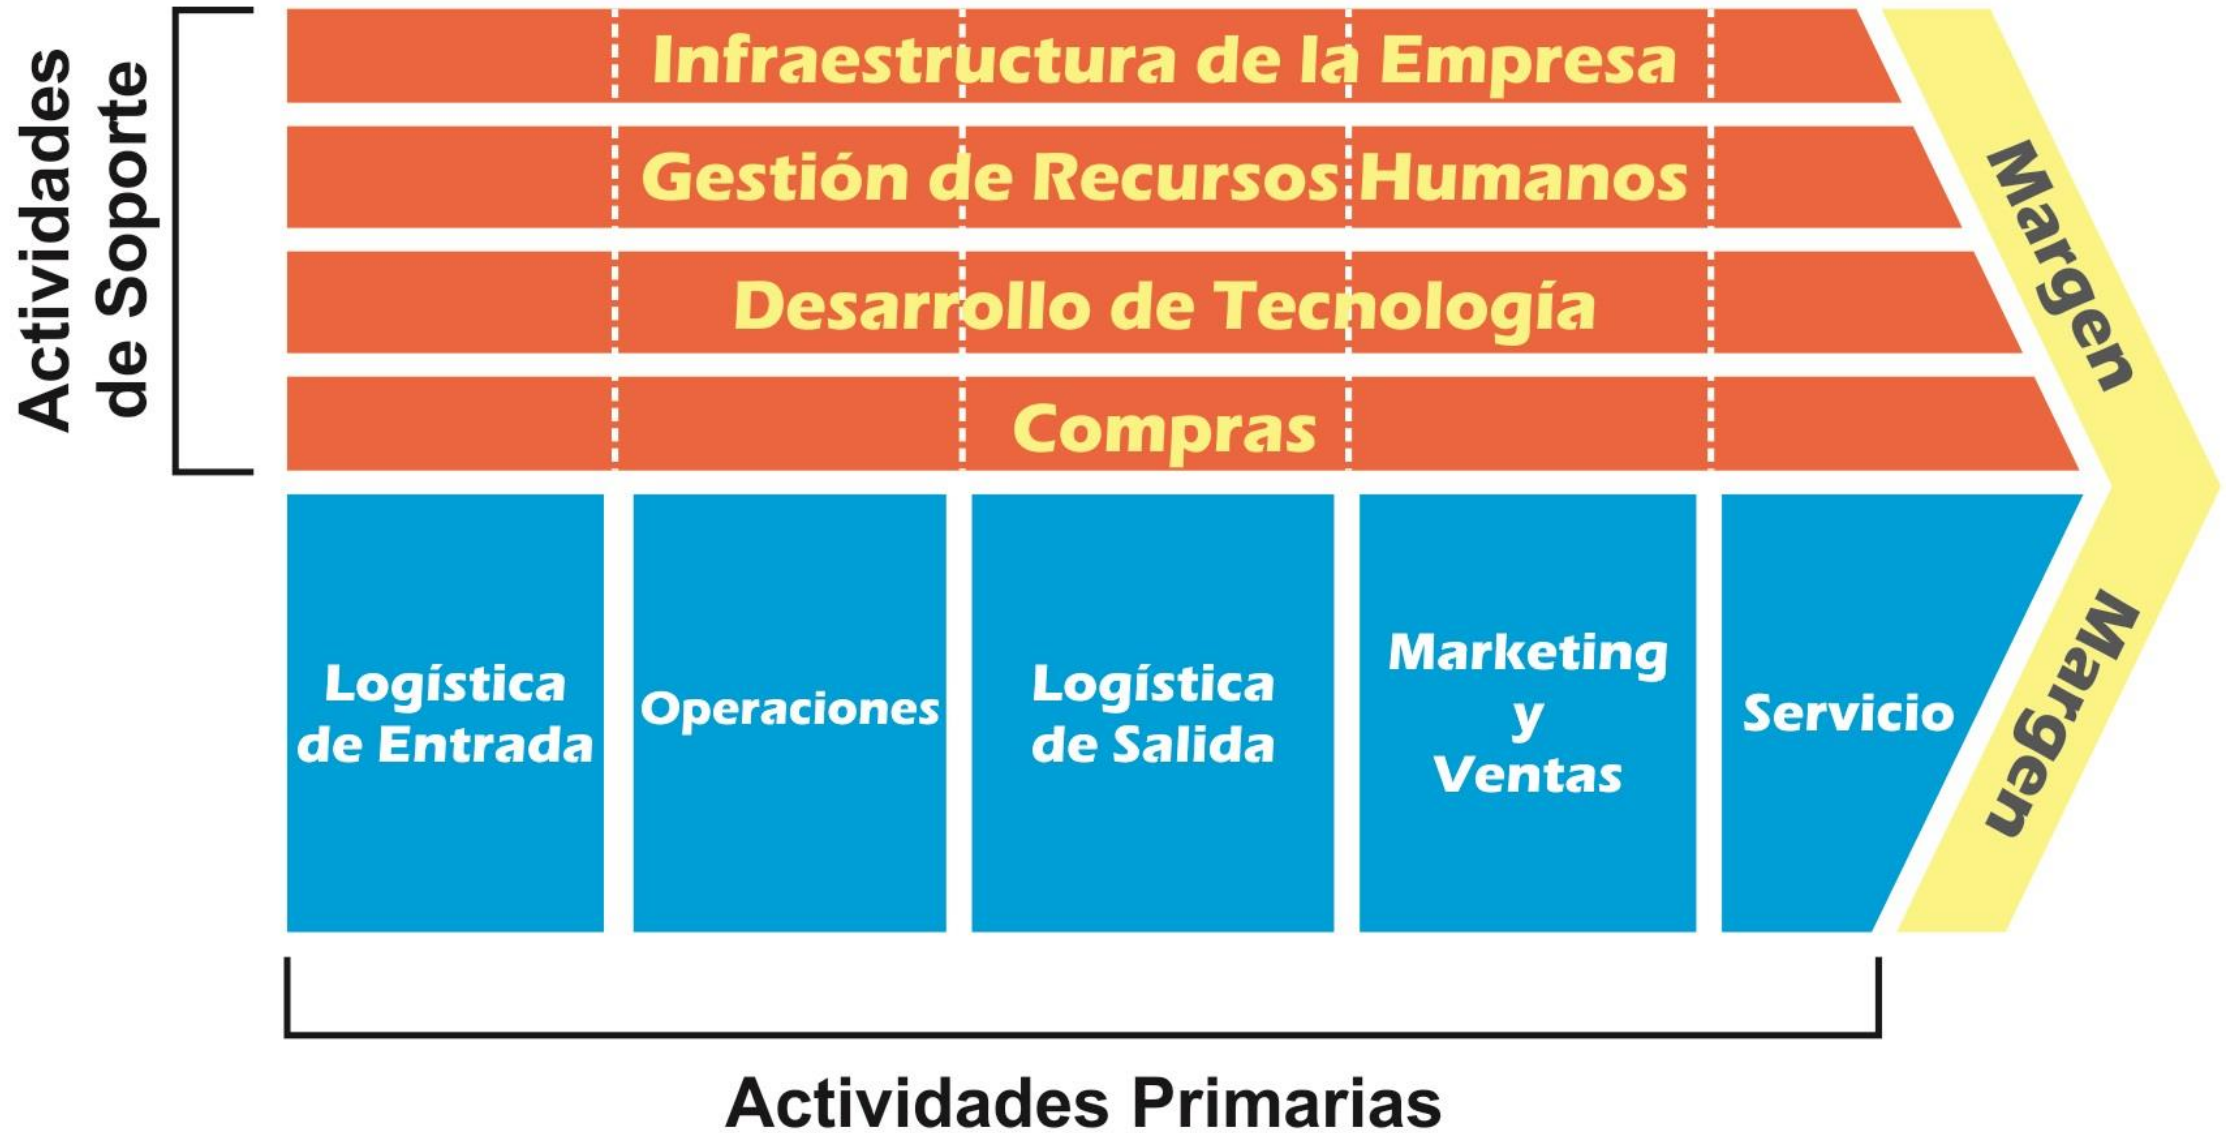 Actividades
de Soporte
Infraestructura de la Empresa
Gestión de Recursos Humanos
Desarrollo de Tecnología
Compras
Margen
Logística
de Entrada
Operaciones
Logística
de Salida
Marketing
y
Ventas
Servicio
Margen
Actividades Primarias